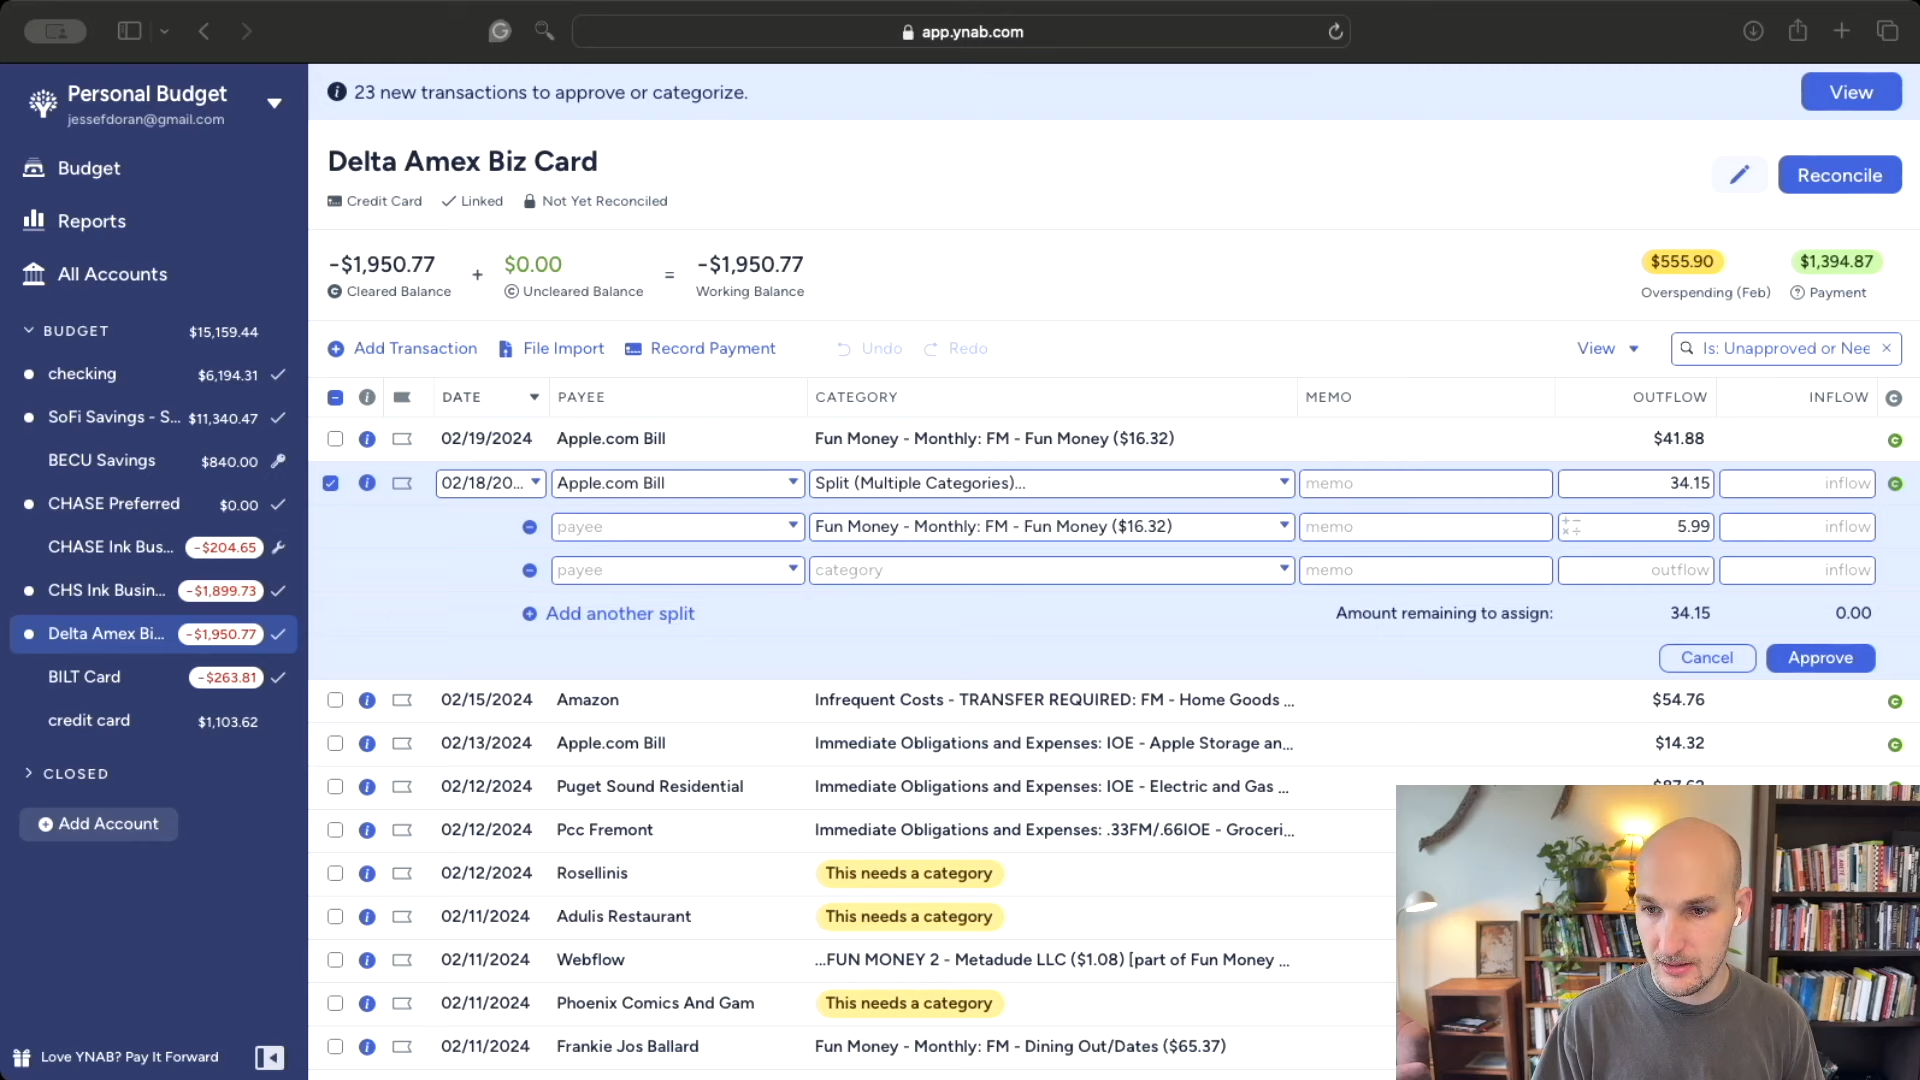 app.ynab.com
Personal Budget
jessefdoran@gmail.com
Budget
Reports
All Accounts
BUDGET $15,159.44
checking $6,194.31
SoFi Savings - S... $11,340.47
BECU Savings $840.00
CHASE Preferred $0.00
CHASE Ink Bus... -$204.65
CHS Ink Busin... -$1,899.73
Delta Amex Bi... -$1,950.77
BILT Card -$263.81
credit card $1,103.62
CLOSED
Add Account
Love YNAB? Pay It Forward
23 new transactions to approve or categorize. View
Delta Amex Biz Card
Reconcile
Credit Card Linked Not Yet Reconciled
-$1,950.77 + $0.00 = -$1,950.77 $555.90 $1,394.87
Cleared Balance Uncleared Balance Working Balance Overspending (Feb) Payment
Add Transaction File Import Record Payment Undo Redo View Is: Unapproved or Nee
DATE PAYEE CATEGORY MEMO OUTFLOW INFLOW
02/19/2024 Apple.com Bill Fun Money - Monthly: FM - Fun Money ($16.32) $41.88
02/18/20... Apple.com Bill Split (Multiple Categories)... memo 34.15 inflow
payee Fun Money - Monthly: FM - Fun Money ($16.32) memo 5.99 inflow
payee category memo outflow inflow
Add another split Amount remaining to assign: 34.15 0.00
Cancel Approve
02/15/2024 Amazon Infrequent Costs - TRANSFER REQUIRED: FM - Home Goods ... $54.76
02/13/2024 Apple.com Bill Immediate Obligations and Expenses: IOE - Apple Storage an... $14.32
02/12/2024 Puget Sound Residential Immediate Obligations and Expenses: IOE - Electric and Gas ...
02/12/2024 Pcc Fremont Immediate Obligations and Expenses: .33FM/.66IOE - Groceri...
02/12/2024 Rosellinis This needs a category
02/11/2024 Adulis Restaurant This needs a category
02/11/2024 Webflow ...FUN MONEY 2 - Metadude LLC ($1.08) [part of Fun Money ...
02/11/2024 Phoenix Comics And Gam This needs a category
02/11/2024 Frankie Jos Ballard Fun Money - Monthly: FM - Dining Out/Dates ($65.37)